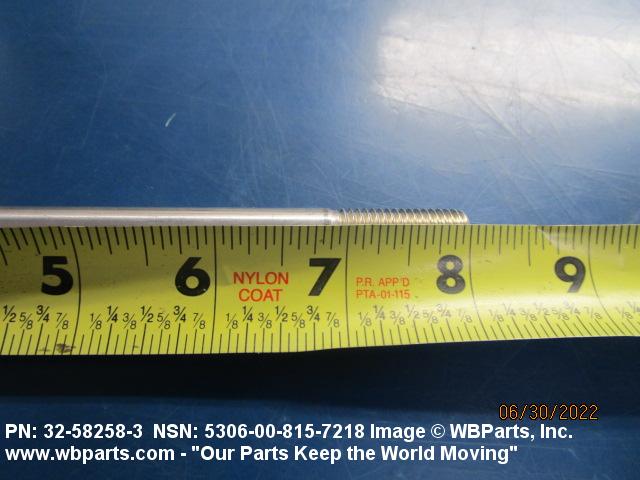 5 6 NYLON COAT 7 P.R. APP'D PTA-01-115 8 9
1/2 5/8 3/4 7/8 1/8 1/4 3/8 1/2 5/8 3/4 7/8 1/8 1/4 3/8 1/2 5/8 3/4 7/8 1/8 1/4 3/8 1/2 5/8 3/4 7/8 1/8 1/4 3/8 1/2 5/8 3/4 7/8
06/30/2022
PN: 32-58258-3 NSN: 5306-00-815-7218 Image © WBParts, Inc.
www.wbparts.com - "Our Parts Keep the World Moving"